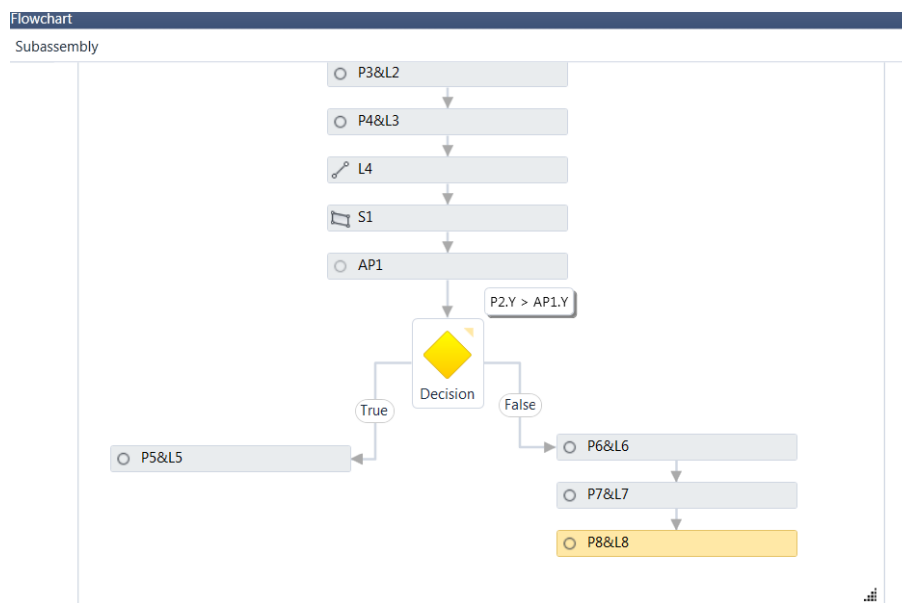 Flowchart
Subassembly
P3&L2
P4&L3
L4
S1
AP1
P2.Y > AP1.Y
Decision
True
False
P5&L5
P6&L6
P7&L7
P8&L8